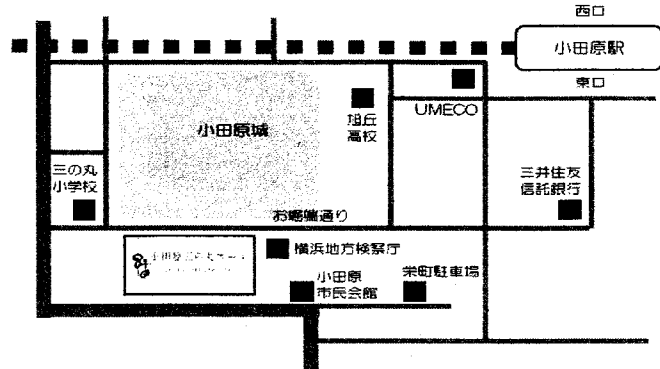 西口
小田原駅
東口
UMECO
旭丘
高校
小田原城
三の丸
小学校
三井住友
信託銀行
お堀端通り
横浜地方検察庁
小田原
市民会館
栄町駐車場